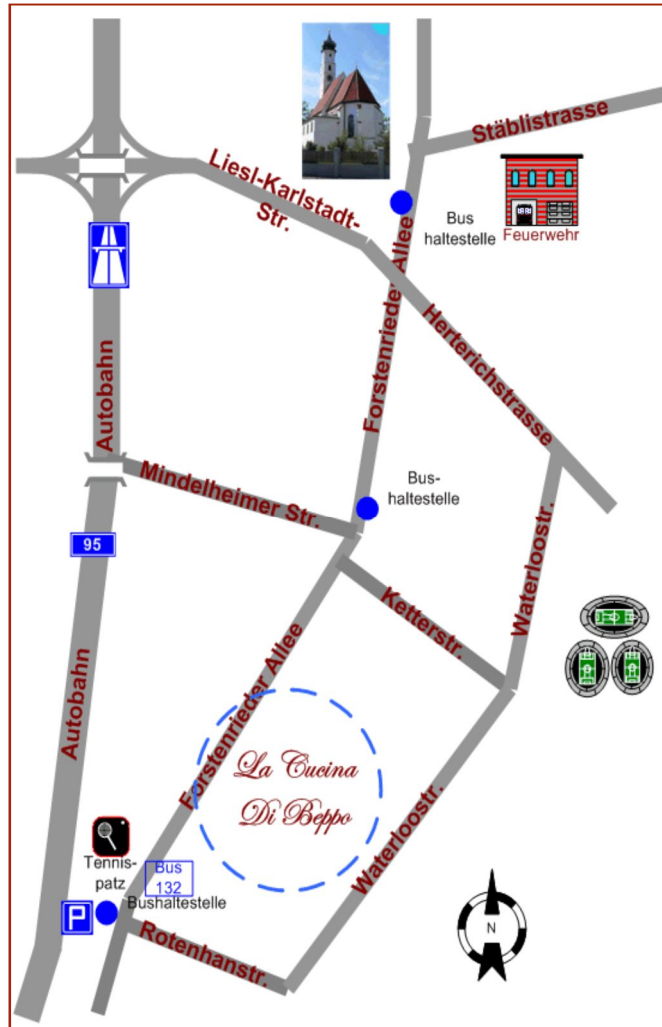 Stäblistrasse
Liesl-Karlstadt-
Str.
Bus
haltestelle
Feuerwehr
Forstenrieder Allee
Herterichstrasse
Autobahn
Mindelheimer Str.
Bus-
haltestelle
95
Ketterstr.
Waterloostr.
Autobahn
Forstenrieder Allee
La Cucina
Di Beppo
Waterloostr.
Tennis-
patz
Bus
132
Bushaltestelle
P
Rotenhanstr.
N